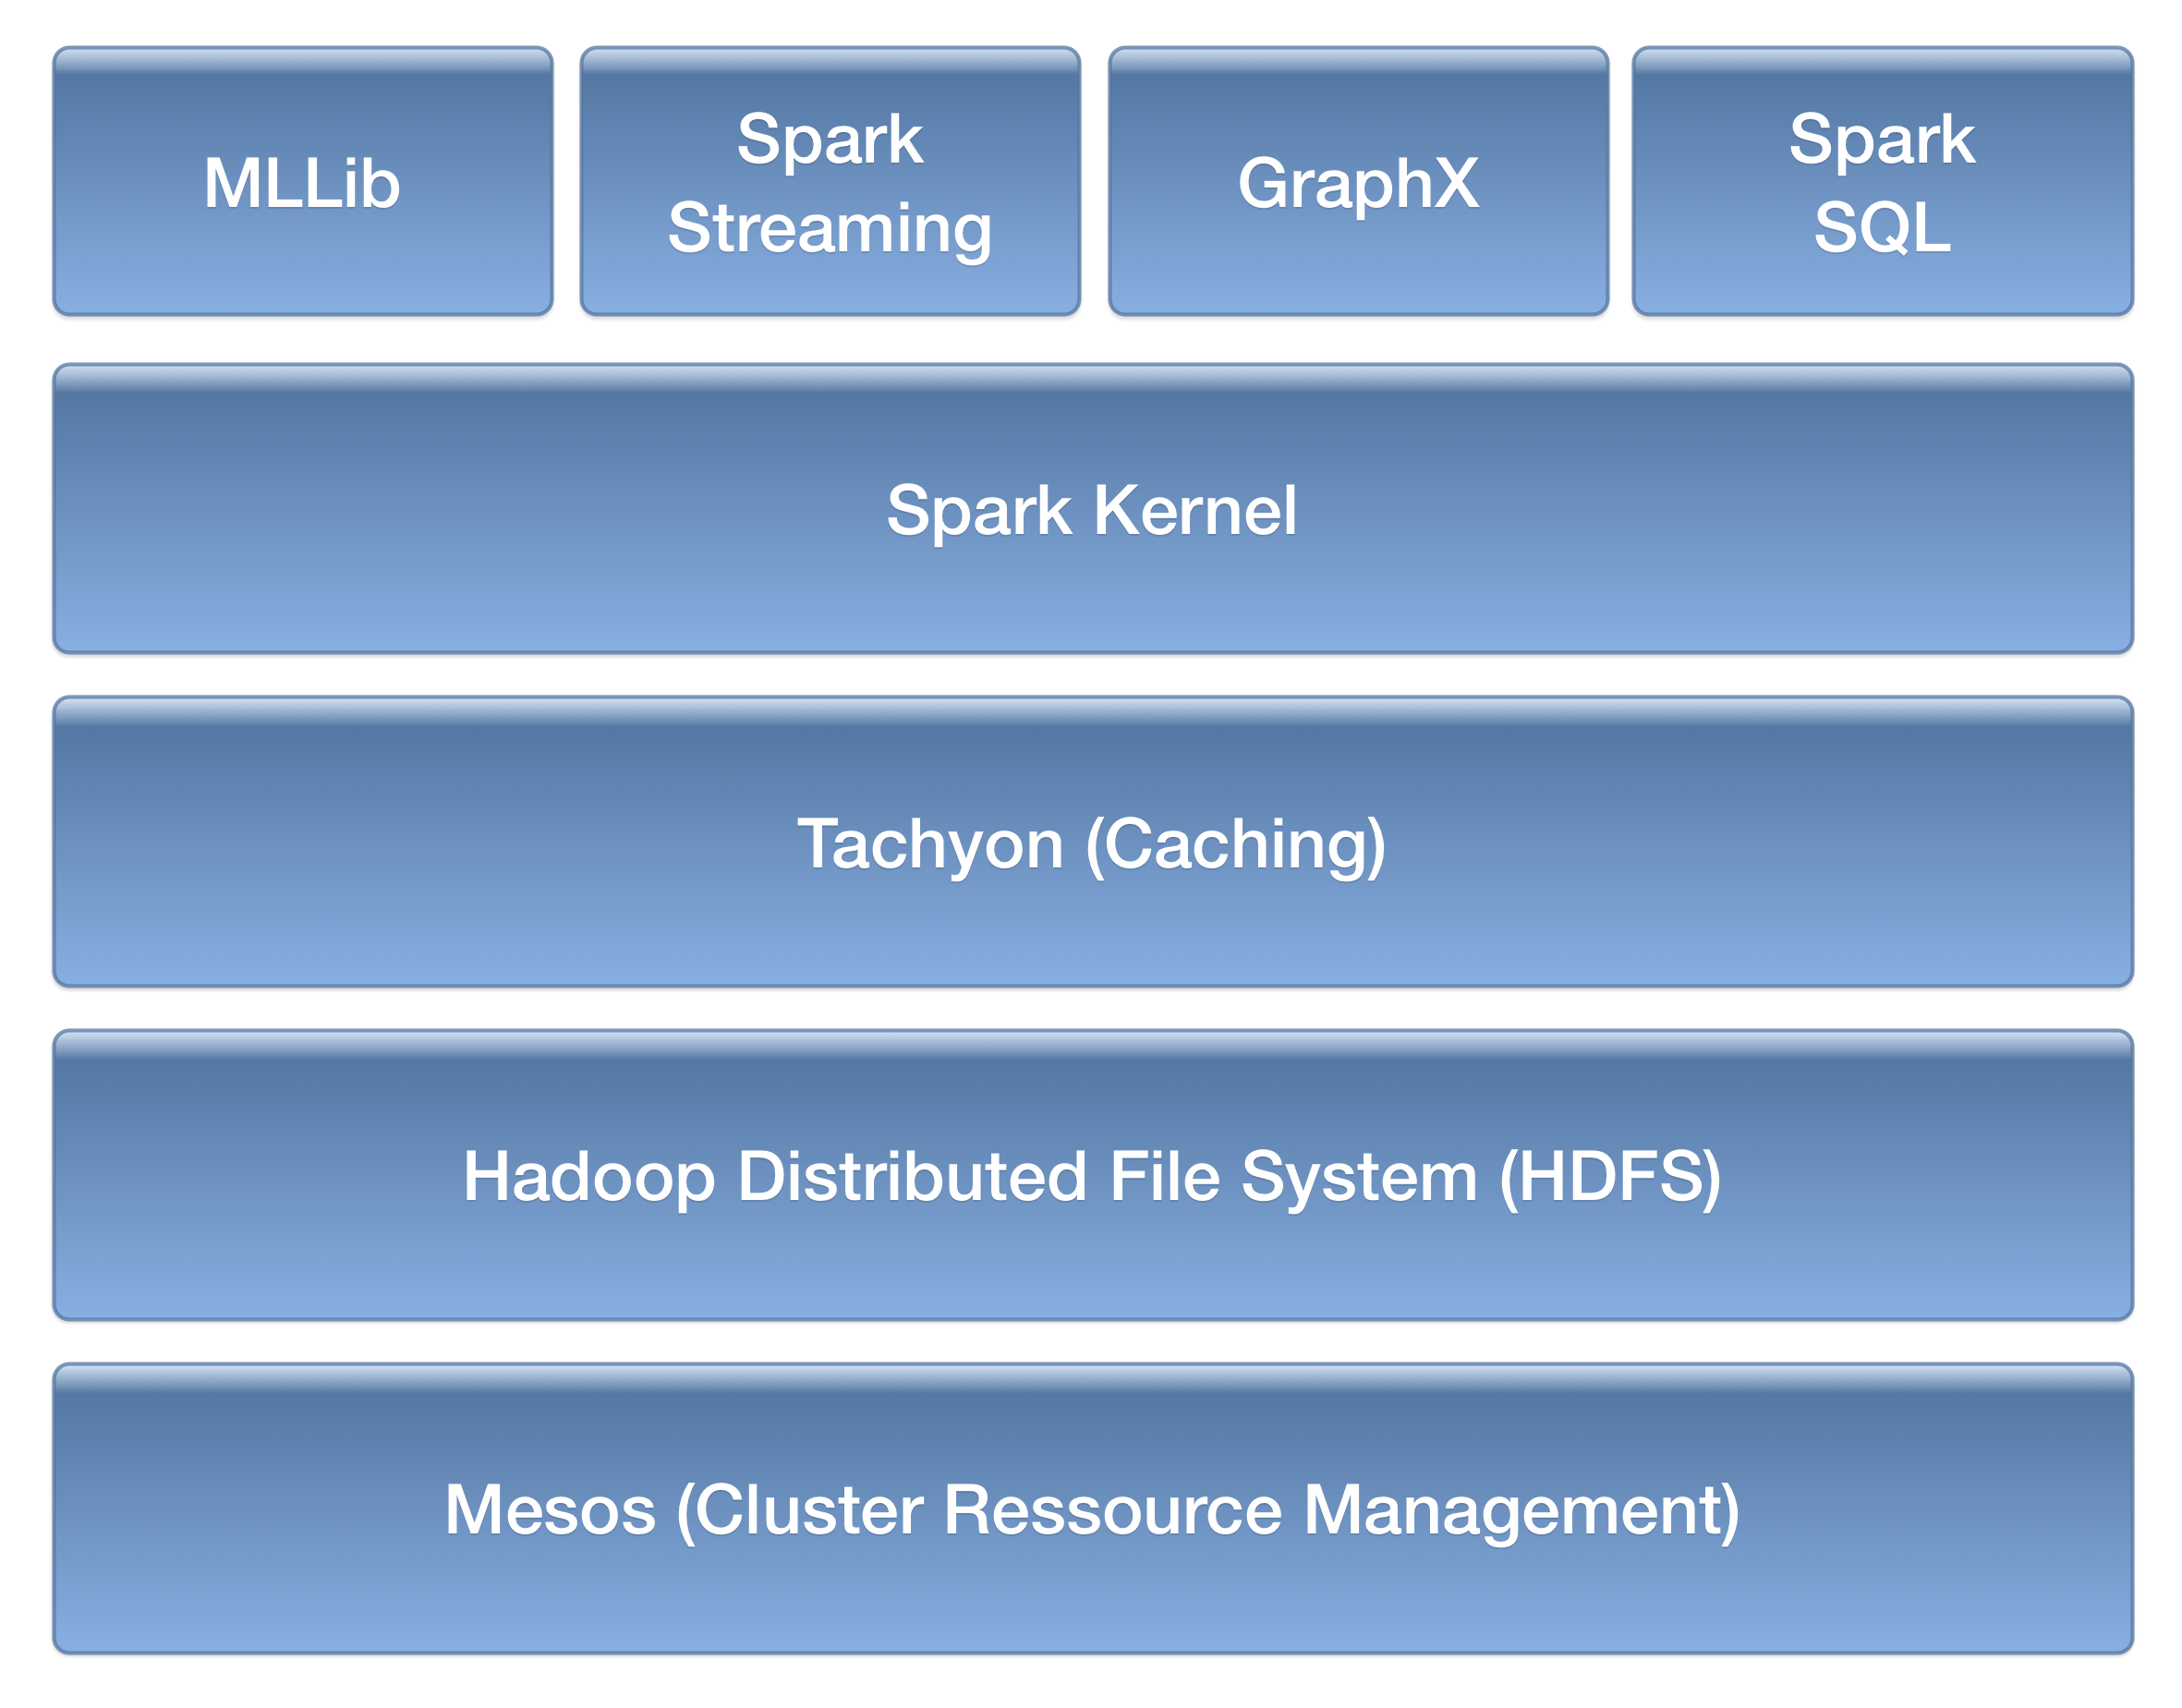 MLLib
Spark
Streaming
GraphX
Spark
SQL
Spark Kernel
Tachyon (Caching)
Hadoop Distributed File System (HDFS)
Mesos (Cluster Ressource Management)